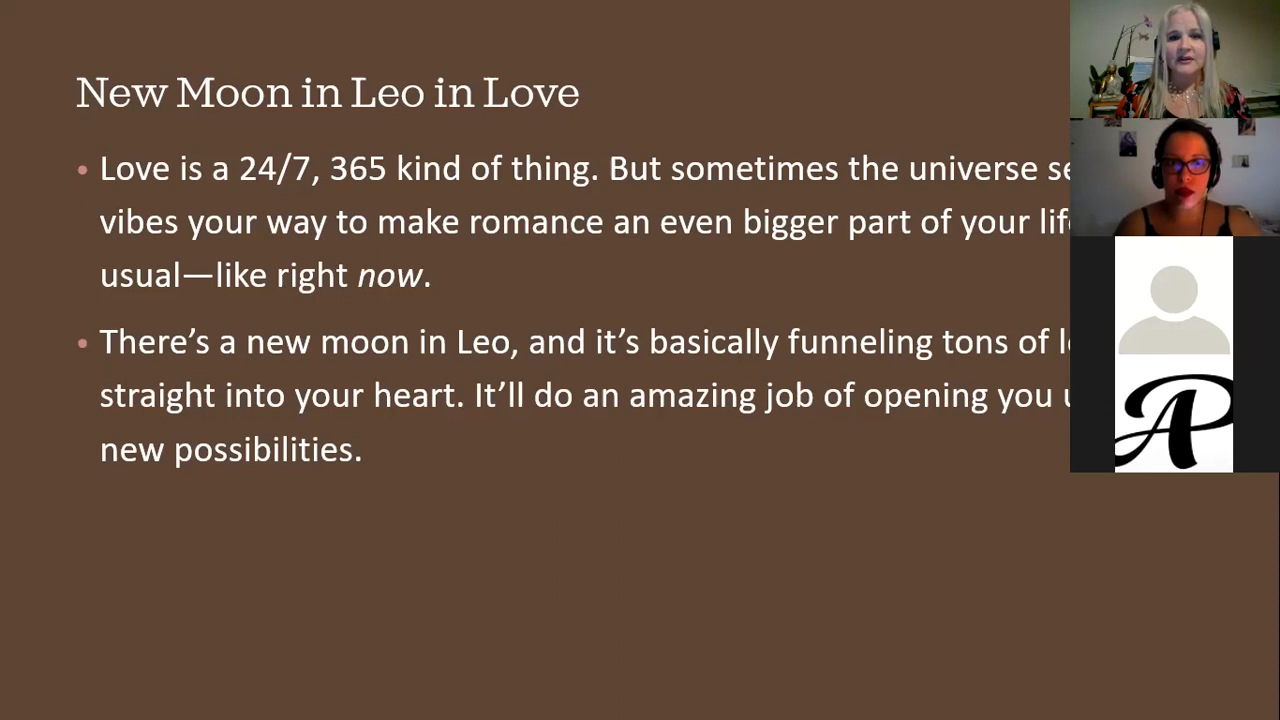 New Moon in Leo in Love
• Love is a 24/7, 365 kind of thing. But sometimes the universe
vibes your way to make romance an even bigger part of your
usual—like right now.
• There’s a new moon in Leo, and it’s basically funneling tons of
straight into your heart. It’ll do an amazing job of opening you
new possibilities.
AP